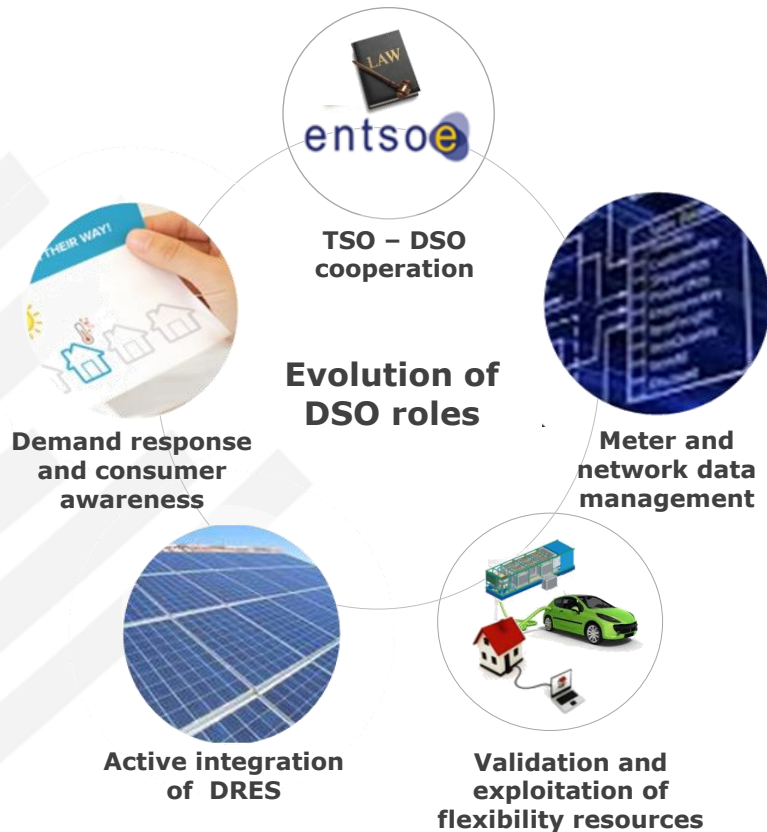 LAW
entsoe
TSO – DSO
cooperation
THEIR WAY!
Evolution of
DSO roles
Demand response
and consumer
awareness
Meter and
network data
management
Active integration
of DRES
Validation and
exploitation of
flexibility resources